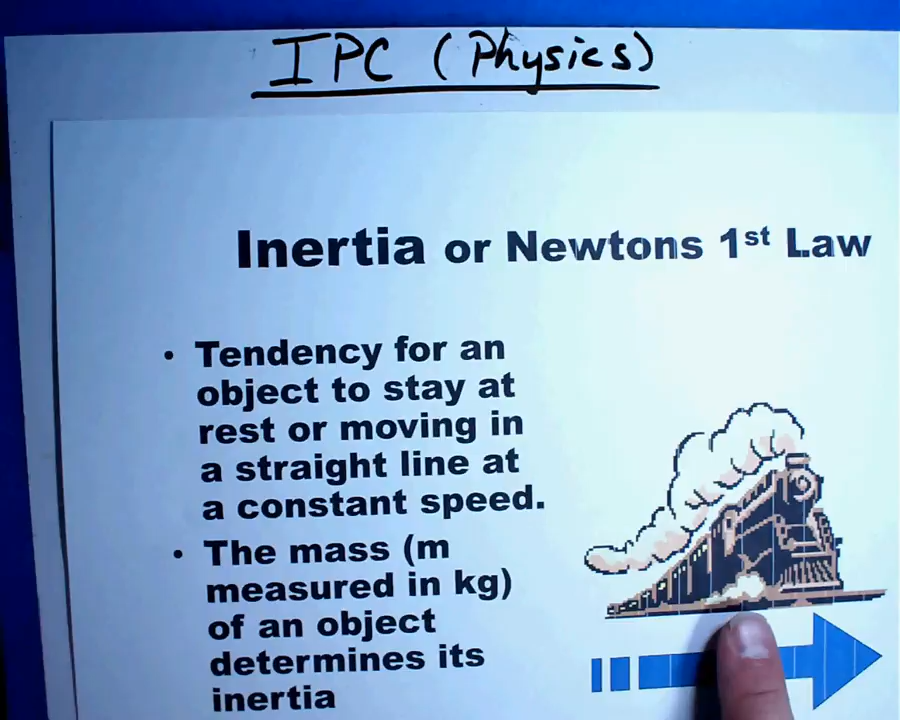 IPC (Physics)
Inertia or Newtons 1st Law
• Tendency for an
object to stay at
rest or moving in
a straight line at
a constant speed.
• The mass (m
measured in kg)
of an object
determines its
inertia